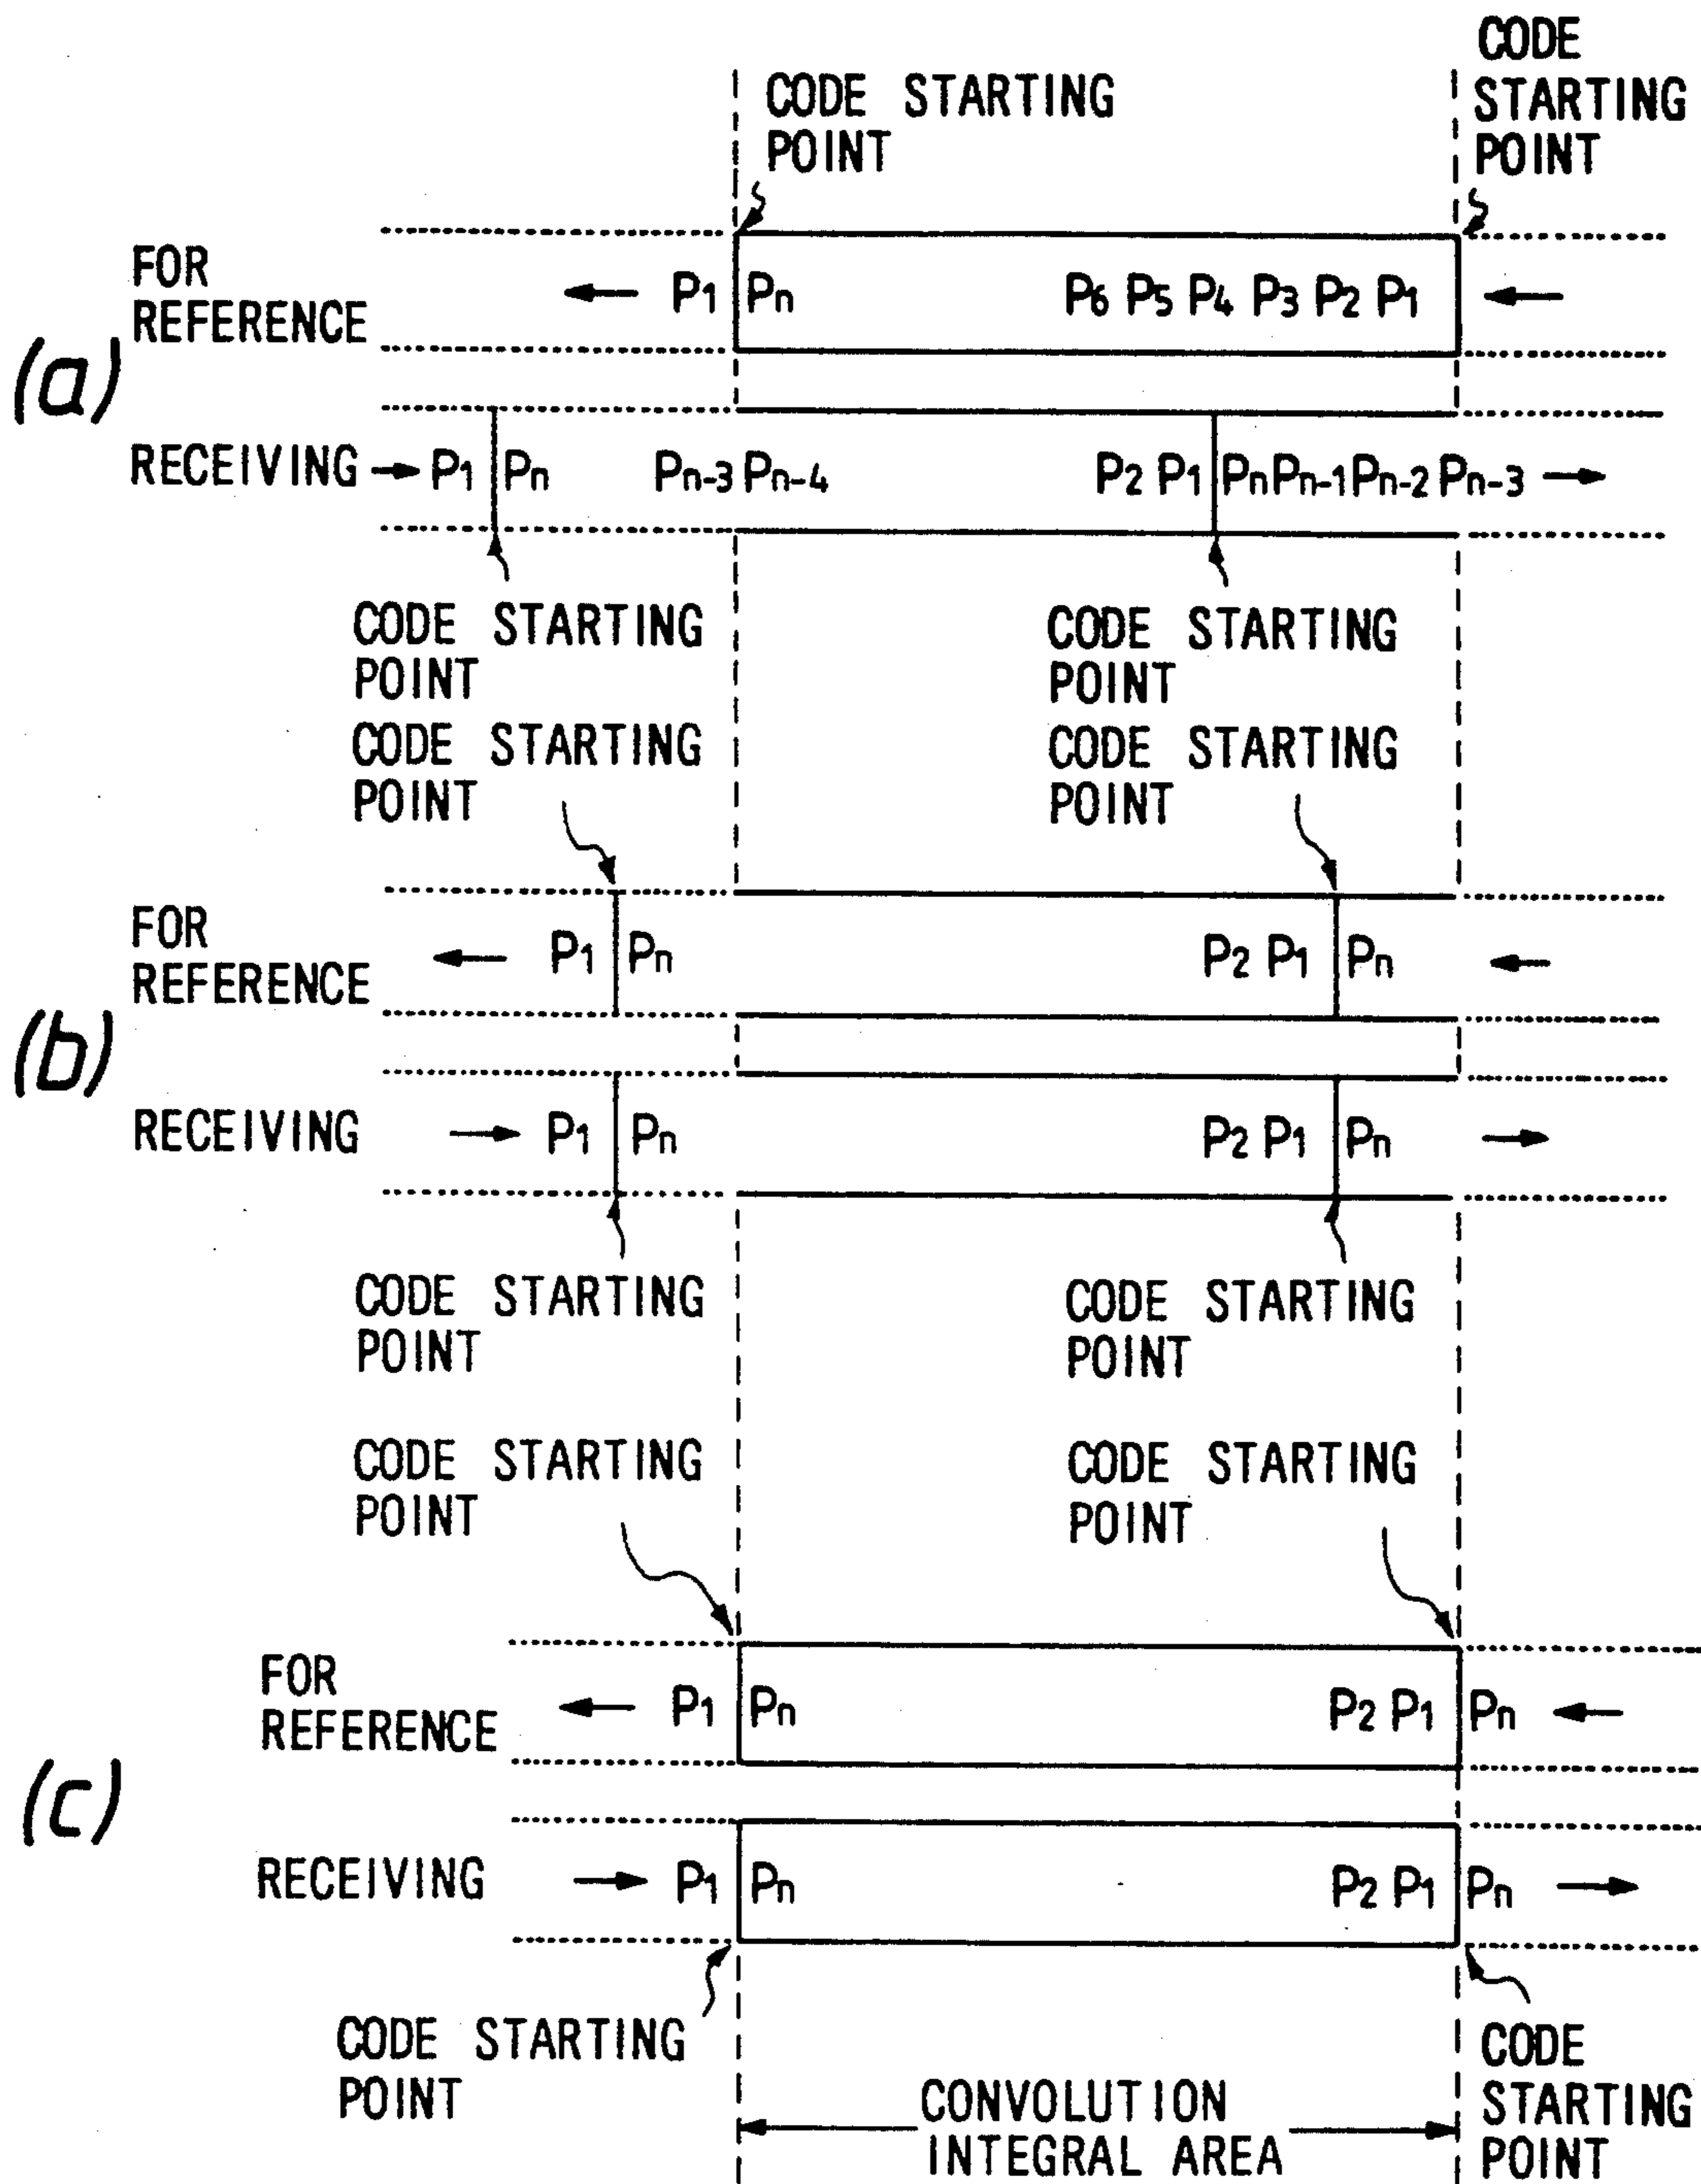 CODE STARTING
POINT
CODE
STARTING
POINT
(a)
FOR
REFERENCE
P1 Pn P6 P5 P4 P3 P2 P1
RECEIVING P1 Pn Pn-3 Pn-4 P2 P1 Pn Pn-1 Pn-2 Pn-3
CODE STARTING
POINT
CODE STARTING
POINT
CODE STARTING
POINT
CODE STARTING
POINT
(b)
FOR
REFERENCE
P1 Pn P2 P1 Pn
RECEIVING P1 Pn P2 P1 Pn
CODE STARTING
POINT
CODE STARTING
POINT
CODE STARTING
POINT
CODE STARTING
POINT
(c)
FOR
REFERENCE
P1 Pn P2 P1 Pn
RECEIVING P1 Pn P2 P1 Pn
CODE STARTING
POINT
CONVOLUTION
INTEGRAL AREA
CODE
STARTING
POINT